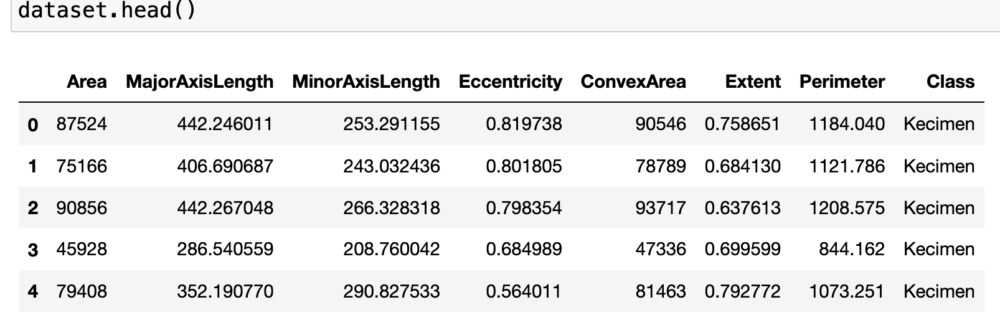 dataset.head()
Area MajorAxisLength MinorAxisLength Eccentricity ConvexArea Extent Perimeter Class
0 87524 442.246011 253.291155 0.819738 90546 0.758651 1184.040 Kecimen
1 75166 406.690687 243.032436 0.801805 78789 0.684130 1121.786 Kecimen
2 90856 442.267048 266.328318 0.798354 93717 0.637613 1208.575 Kecimen
3 45928 286.540559 208.760042 0.684989 47336 0.699599 844.162 Kecimen
4 79408 352.190770 290.827533 0.564011 81463 0.792772 1073.251 Kecimen